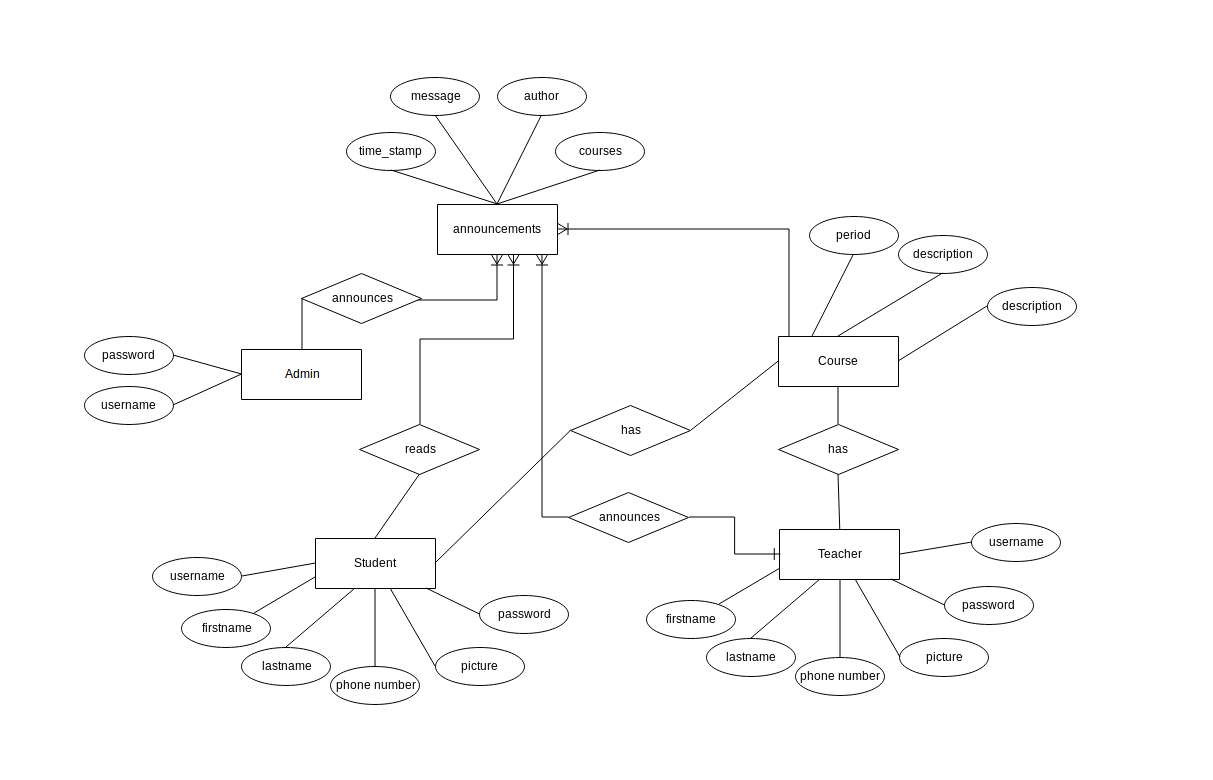 message
author
time_stamp
courses
announcements
period
description
announces
description
password
Admin
Course
username
has
reads
has
announces
username
Student
Teacher
username
password
firstname
password
firstname
lastname
picture
lastname
picture
phone number
phone number